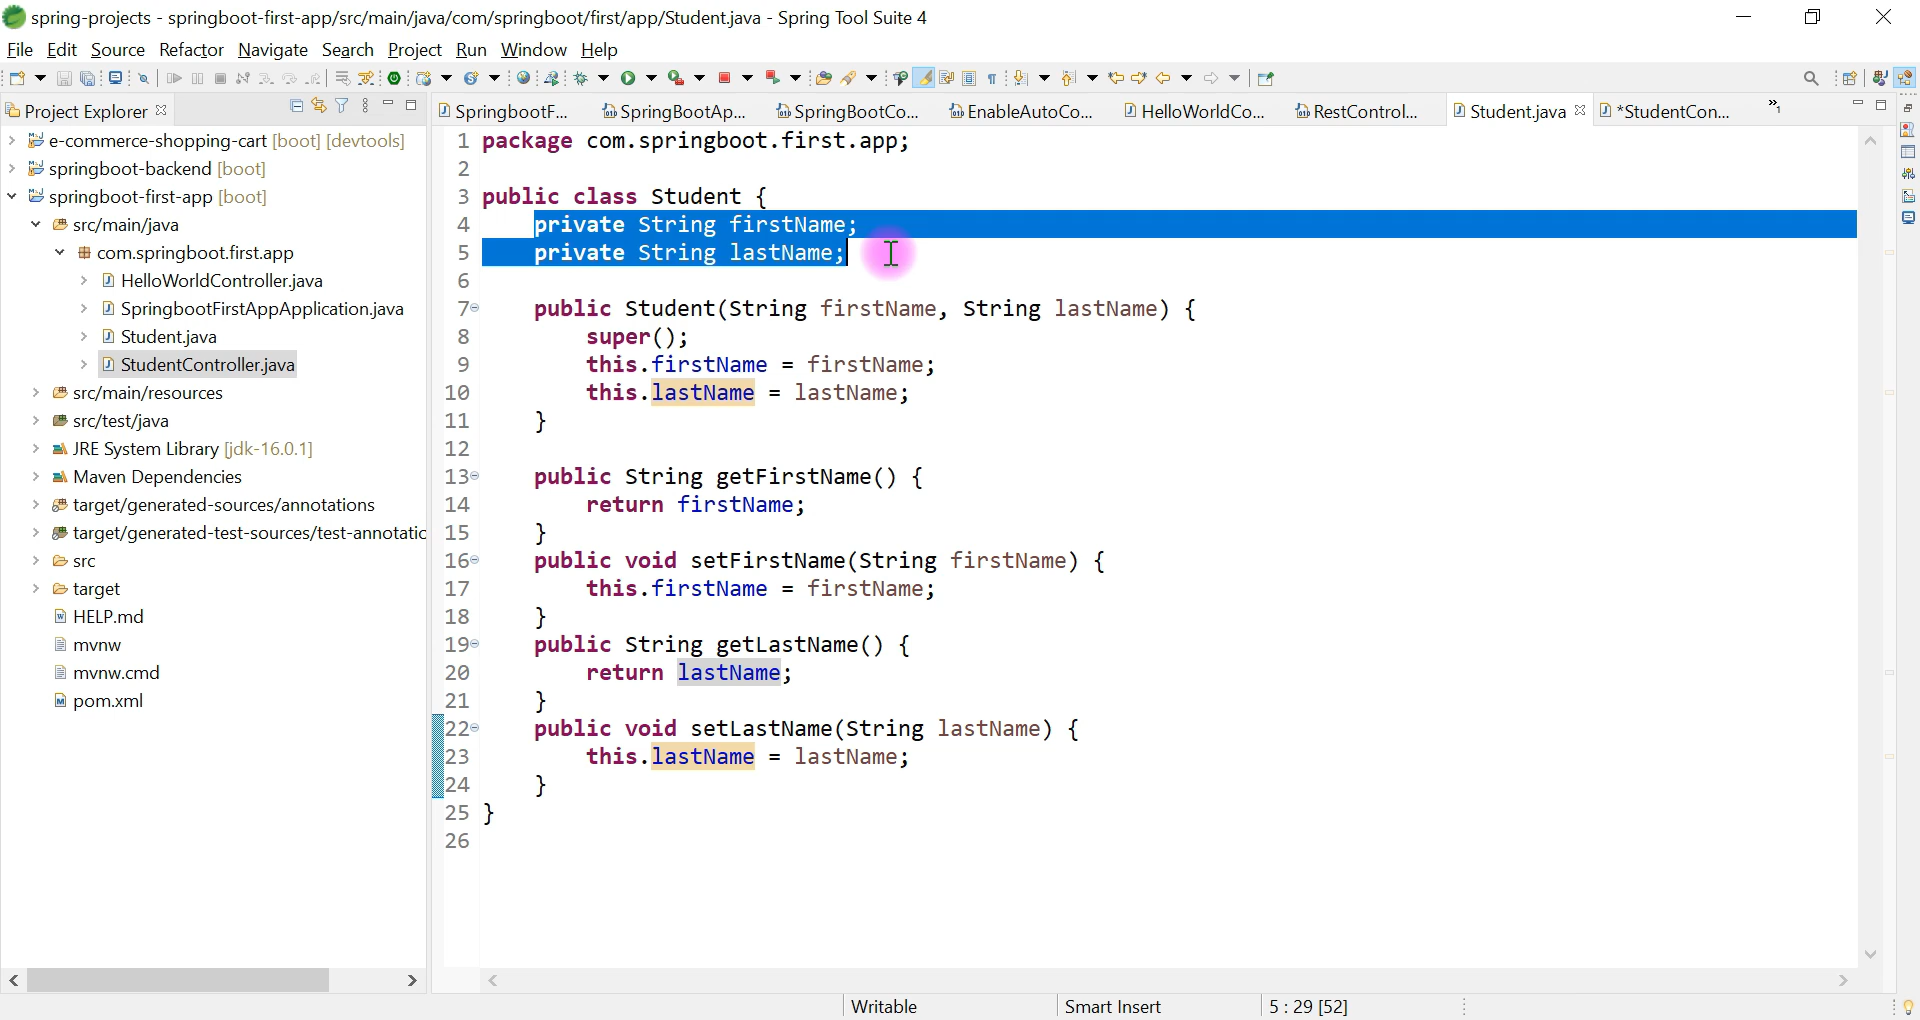 spring-projects - springboot-first-app/src/main/java/com/springboot/first/app/Student.java - Spring Tool Suite 4
File Edit Source Refactor Navigate Search Project Run Window Help
Project Explorer
SpringbootF... SpringBootAp... SpringBootCo... EnableAutoCo... HelloWorldCo... RestControl... Student.java *StudentCon... »1
e-commerce-shopping-cart [boot] [devtools]
springboot-backend [boot]
springboot-first-app [boot]
src/main/java
com.springboot.first.app
HelloWorldController.java
SpringbootFirstAppApplication.java
Student.java
StudentController.java
src/main/resources
src/test/java
JRE System Library [jdk-16.0.1]
Maven Dependencies
target/generated-sources/annotations
target/generated-test-sources/test-annotatic
src
target
HELP.md
mvnw
mvnw.cmd
pom.xml
1 package com.springboot.first.app;
2
3 public class Student {
4 private String firstName;
5 private String lastName;
6
7 public Student(String firstName, String lastName) {
8 super();
9 this.firstName = firstName;
10 this.lastName = lastName;
11 }
12
13 public String getFirstName() {
14 return firstName;
15 }
16 public void setFirstName(String firstName) {
17 this.firstName = firstName;
18 }
19 public String getLastName() {
20 return lastName;
21 }
22 public void setLastName(String lastName) {
23 this.lastName = lastName;
24 }
25 }
26
Writable Smart Insert 5 : 29 [52]